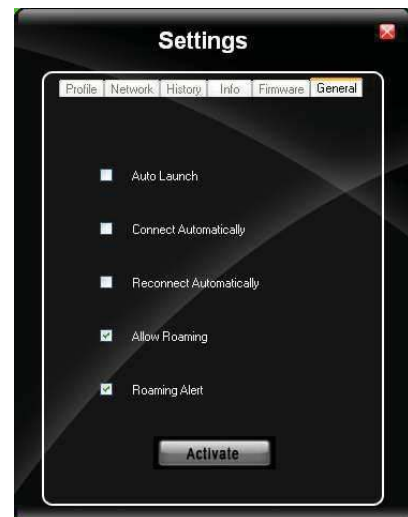 Settings
Profile Network History Info Firmware General
Auto Launch
Connect Automatically
Reconnect Automatically
Allow Roaming
Roaming Alert
Activate